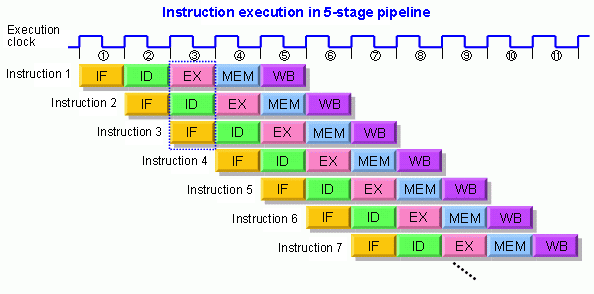 Instruction execution in 5-stage pipeline
Execution
clock
① ② ③ ④ ⑤ ⑥ ⑦ ⑧ ⑨ ⑩ ⑪
Instruction 1 IF ID EX MEM WB
Instruction 2 IF ID EX MEM WB
Instruction 3 IF ID EX MEM WB
Instruction 4 IF ID EX MEM WB
Instruction 5 IF ID EX MEM WB
Instruction 6 IF ID EX MEM WB
Instruction 7 IF ID EX MEM WB